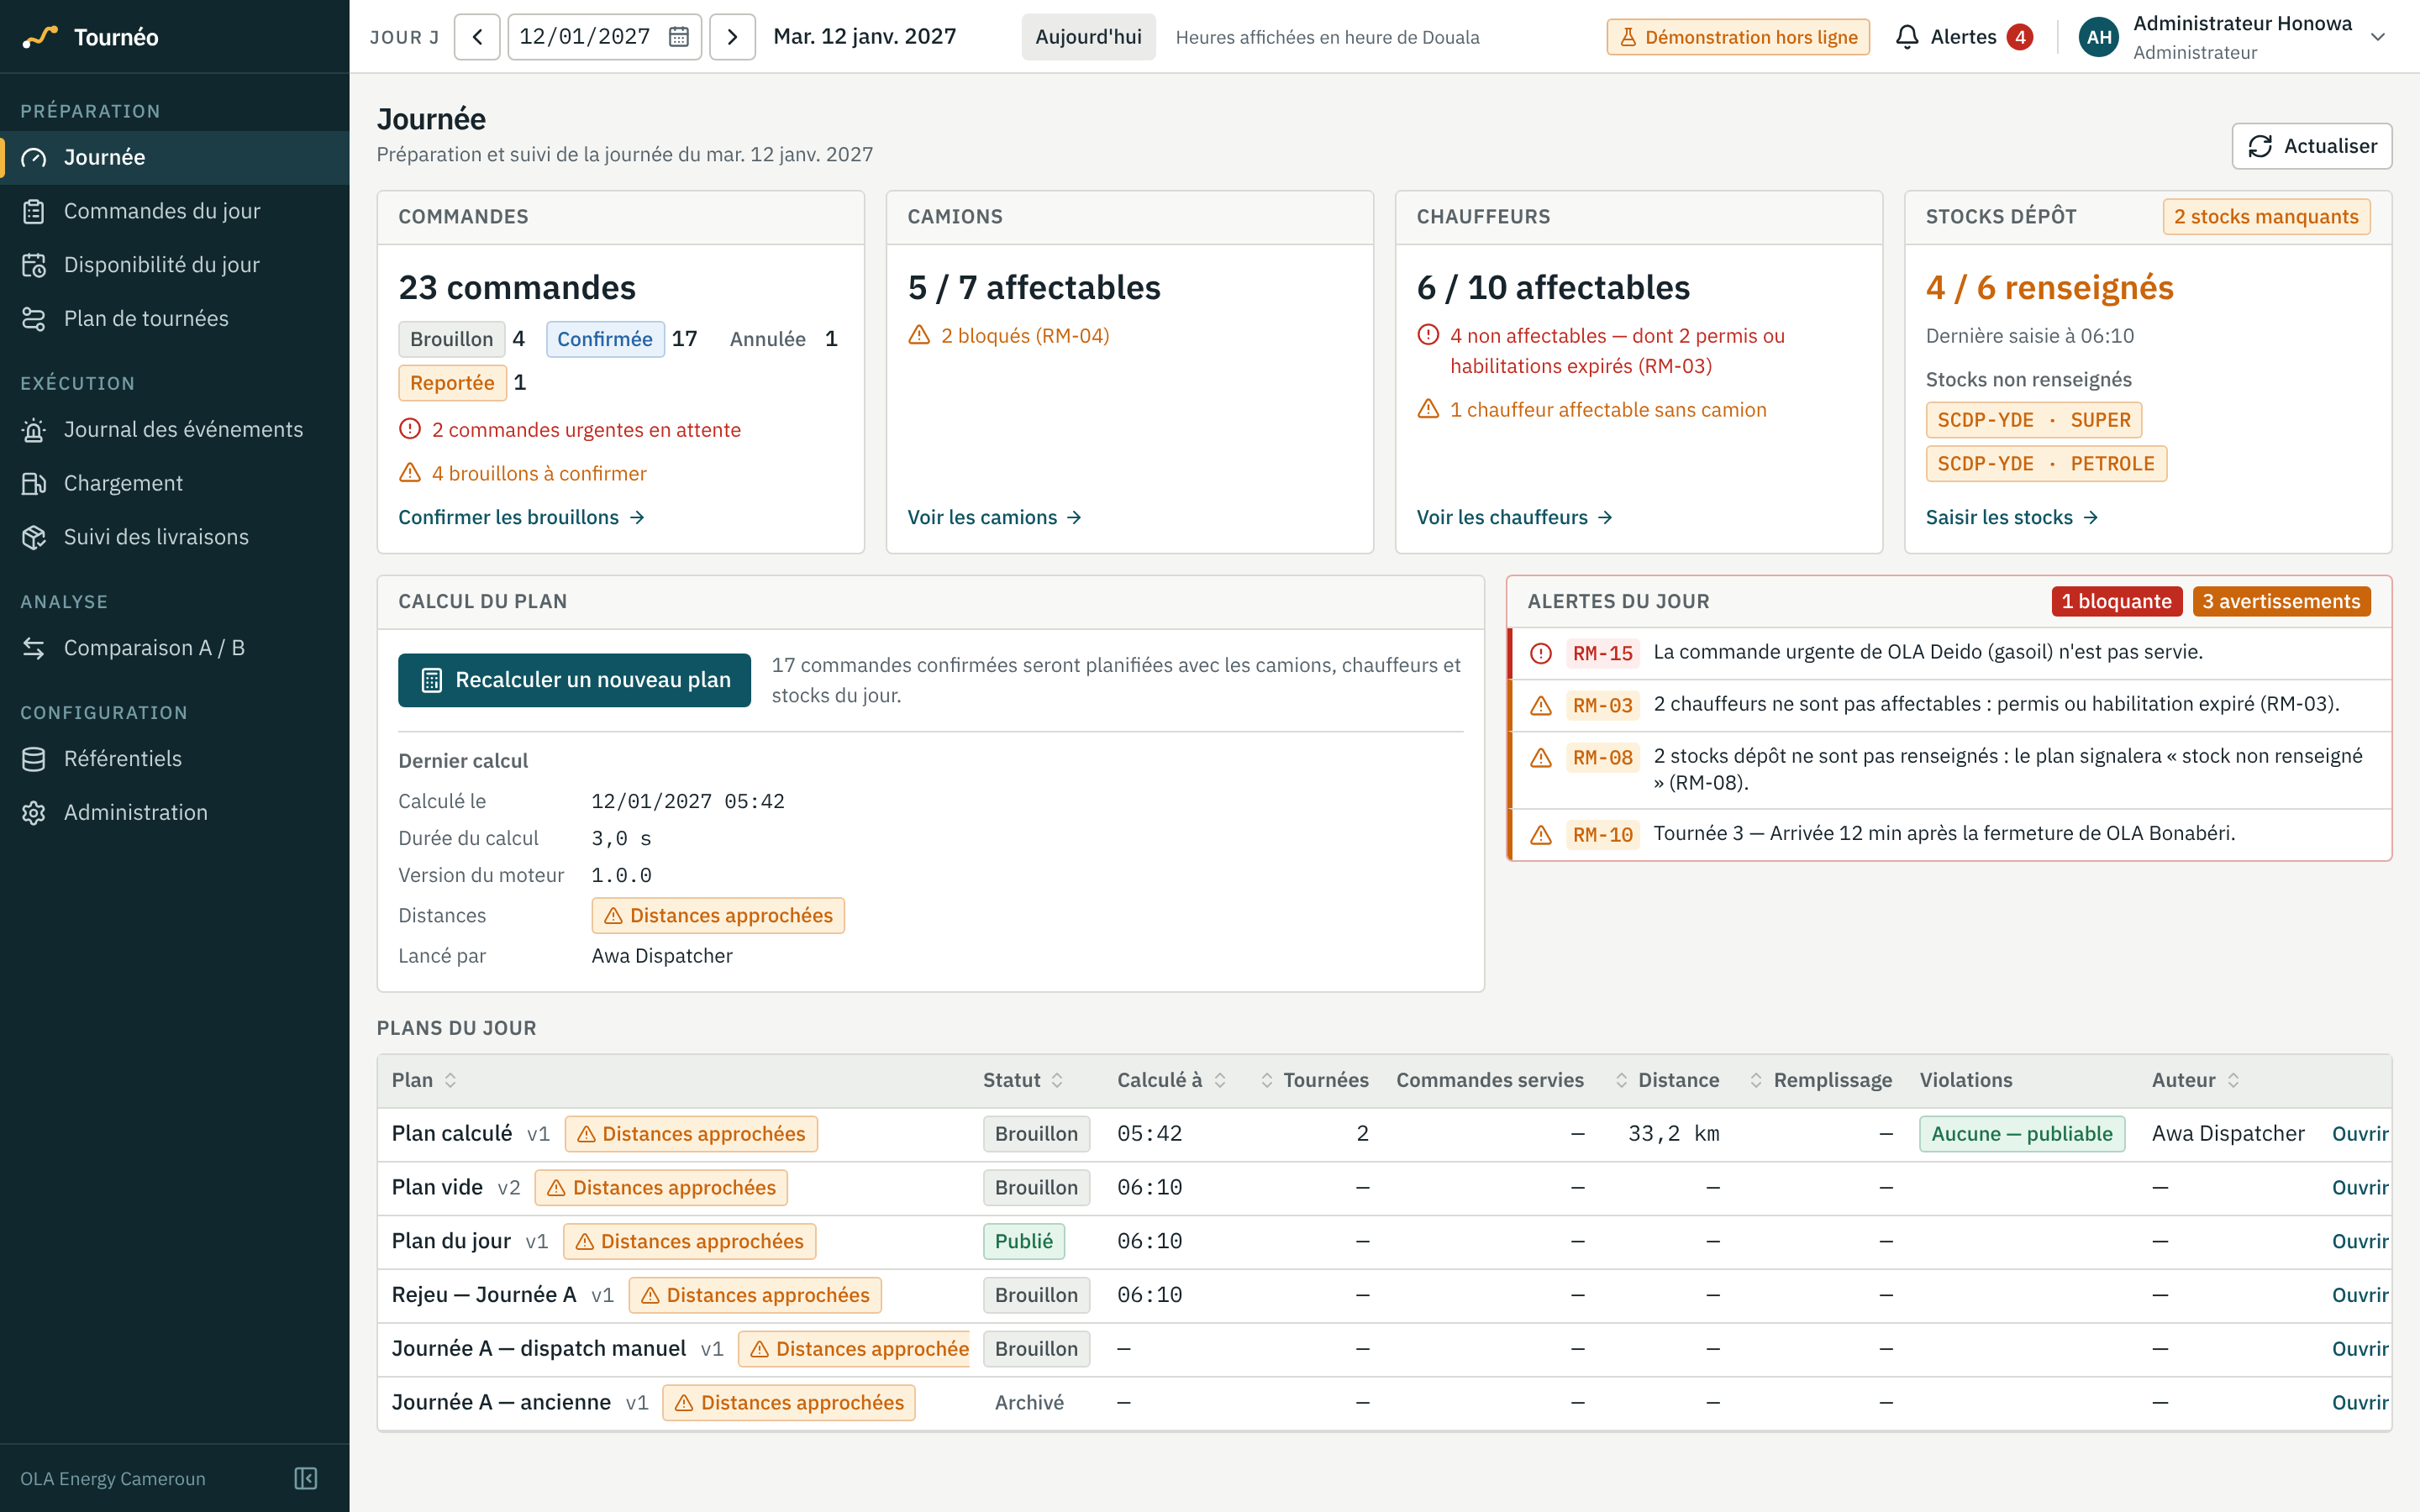 Tournéo
PRÉPARATION
Journée
Commandes du jour
Disponibilité du jour
Plan de tournées
EXÉCUTION
Journal des événements
Chargement
Suivi des livraisons
ANALYSE
Comparaison A / B
CONFIGURATION
Référentiels
Administration
OLA Energy Cameroun
JOUR J 12/01/2027 Mar. 12 janv. 2027 Aujourd'hui Heures affichées en heure de Douala Démonstration hors ligne Alertes 4 AH Administrateur Honowa
Administrateur
Journée
Préparation et suivi de la journée du mar. 12 janv. 2027
Actualiser
COMMANDES
23 commandes
Brouillon 4 Confirmée 17 Annulée 1
Reportée 1
2 commandes urgentes en attente
4 brouillons à confirmer
Confirmer les brouillons →
CAMIONS
5 / 7 affectables
2 bloqués (RM-04)
Voir les camions →
CHAUFFEURS
6 / 10 affectables
4 non affectables — dont 2 permis ou
habilitations expirés (RM-03)
1 chauffeur affectable sans camion
Voir les chauffeurs →
STOCKS DÉPÔT 2 stocks manquants
4 / 6 renseignés
Dernière saisie à 06:10
Stocks non renseignés
SCDP-YDE · SUPER
SCDP-YDE · PETROLE
Saisir les stocks →
CALCUL DU PLAN
Recalculer un nouveau plan
17 commandes confirmées seront planifiées avec les camions, chauffeurs et
stocks du jour.
Dernier calcul
Calculé le 12/01/2027 05:42
Durée du calcul 3,0 s
Version du moteur 1.0.0
Distances Distances approchées
Lancé par Awa Dispatcher
ALERTES DU JOUR 1 bloquante 3 avertissements
RM-15 La commande urgente de OLA Deido (gasoil) n'est pas servie.
RM-03 2 chauffeurs ne sont pas affectables : permis ou habilitation expiré (RM-03).
RM-08 2 stocks dépôt ne sont pas renseignés : le plan signalera « stock non renseigné
» (RM-08).
RM-10 Tournée 3 — Arrivée 12 min après la fermeture de OLA Bonabéri.
PLANS DU JOUR
Plan Statut Calculé à Tournées Commandes servies Distance Remplissage Violations Auteur
Plan calculé v1 Distances approchées Brouillon 05:42 2 — 33,2 km — Aucune — publiable Awa Dispatcher Ouvrir
Plan vide v2 Distances approchées Brouillon 06:10 — — — — — Ouvrir
Plan du jour v1 Distances approchées Publié 06:10 — — — — — Ouvrir
Rejeu — Journée A v1 Distances approchées Brouillon 06:10 — — — — — Ouvrir
Journée A — dispatch manuel v1 Distances approchée Brouillon — — — — — — Ouvrir
Journée A — ancienne v1 Distances approchées Archivé — — — — — — Ouvrir